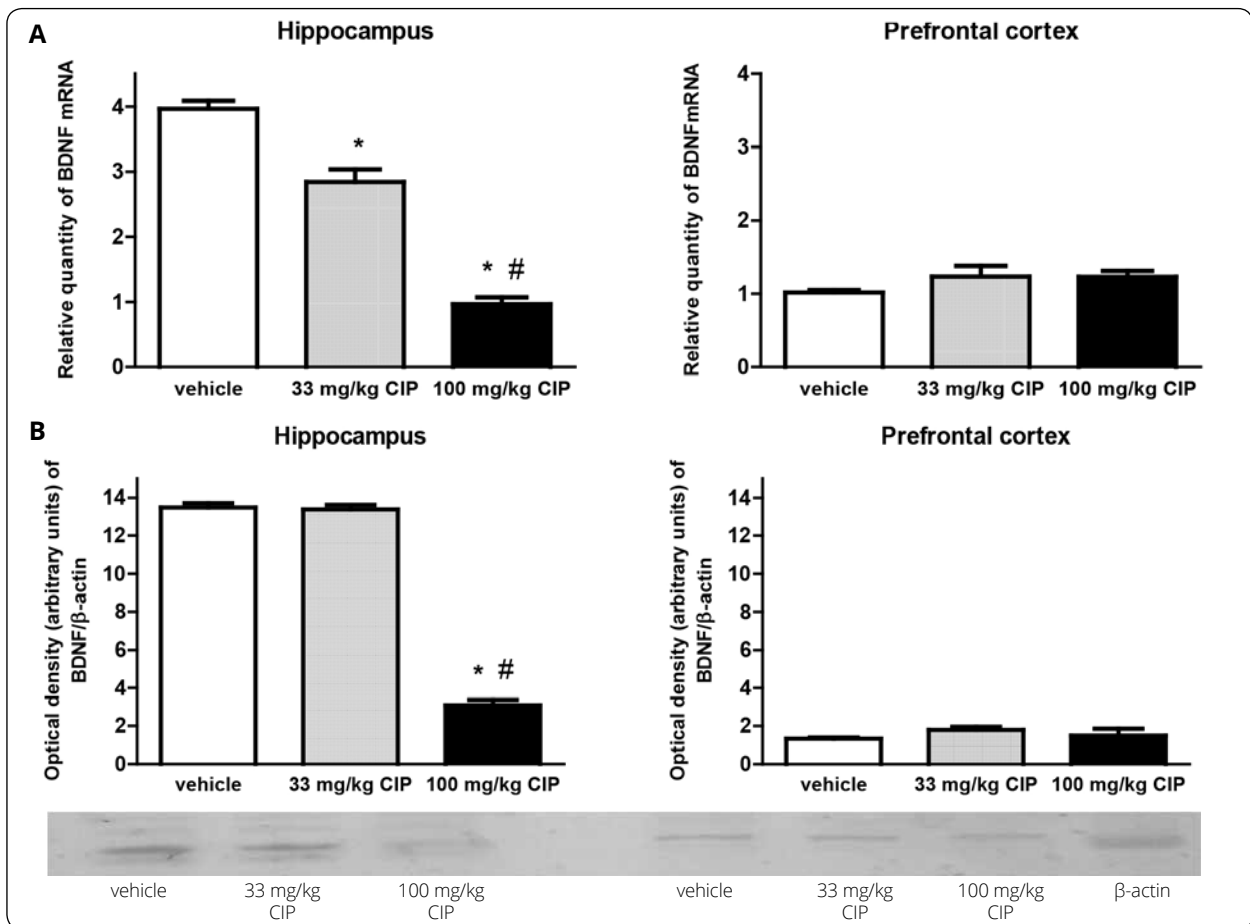 A
Hippocampus
Prefrontal cortex
Relative quantity of BDNF mRNA
4
3
2
1
0
*
* #
vehicle
33 mg/kg CIP
100 mg/kg CIP
Relative quantity of BDNFmRNA
4
3
2
1
0
vehicle
33 mg/kg CIP
100 mg/kg CIP
B
Hippocampus
Prefrontal cortex
Optical density (arbitrary units) of
BDNF/β-actin
14
12
10
8
6
4
2
0
* #
vehicle
33 mg/kg CIP
100 mg/kg CIP
Optical density (arbitrary units) of
BDNF/β-actin
14
12
10
8
6
4
2
0
vehicle
33 mg/kg CIP
100 mg/kg CIP
vehicle
33 mg/kg
CIP
100 mg/kg
CIP
vehicle
33 mg/kg
CIP
100 mg/kg
CIP
β-actin